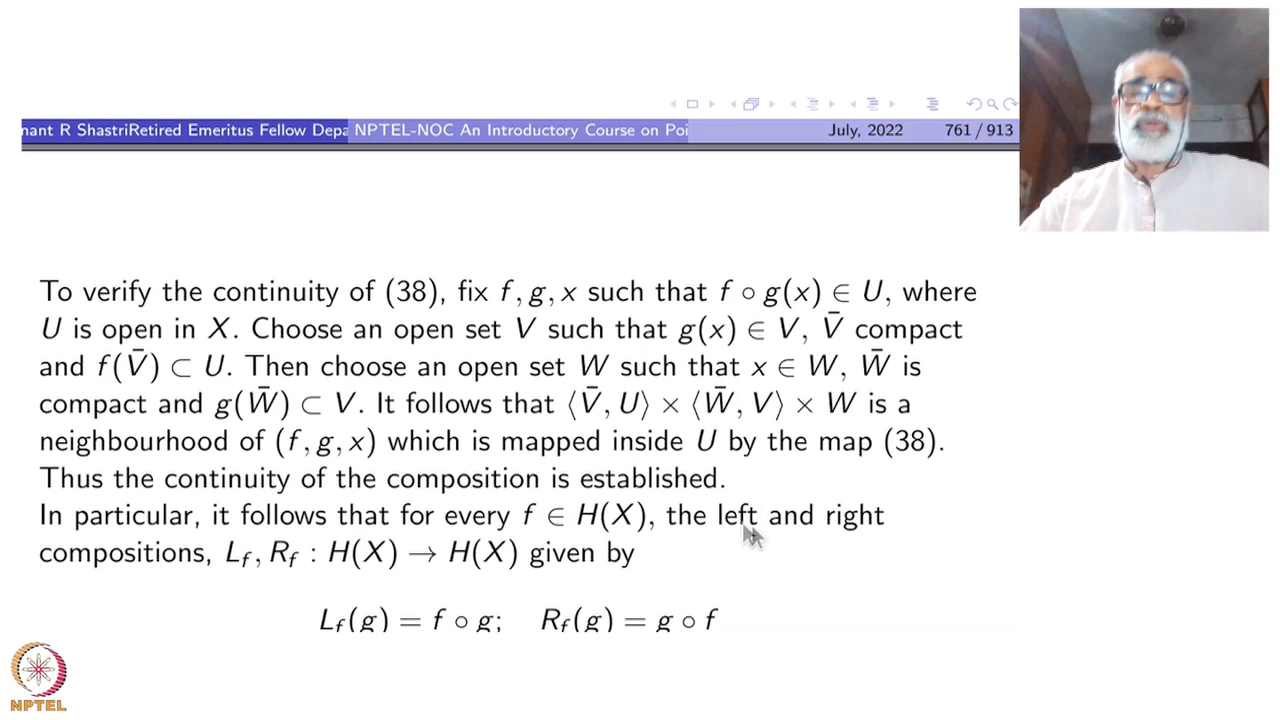 nant R ShastriRetired Emeritus Fellow Depa NPTEL-NOC An Introductory Course on Poi July, 2022 761 / 913
To verify the continuity of (38), fix f, g, x such that f ∘ g(x) ∈ U, where
U is open in X. Choose an open set V such that g(x) ∈ V, V̄ compact
and f(V̄) ⊂ U. Then choose an open set W such that x ∈ W, W̄ is
compact and g(W̄) ⊂ V. It follows that ⟨V̄, U⟩ × ⟨W̄, V⟩ × W is a
neighbourhood of (f, g, x) which is mapped inside U by the map (38).
Thus the continuity of the composition is established.
In particular, it follows that for every f ∈ H(X), the left and right
compositions, L_f, R_f : H(X) → H(X) given by
L_f(g) = f ∘ g; R_f(g) = g ∘ f
NPTEL